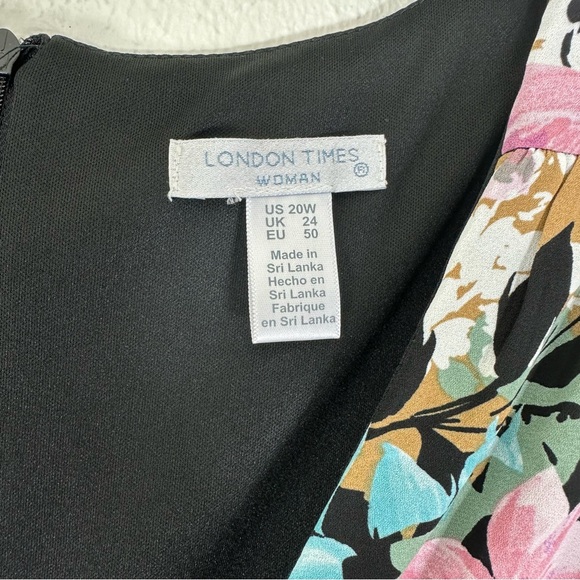 LONDON TIMES
WOMAN ®
US 20W
UK 24
EU 50
Made in
Sri Lanka
Hecho en
Sri Lanka
Fabrique
en Sri Lanka